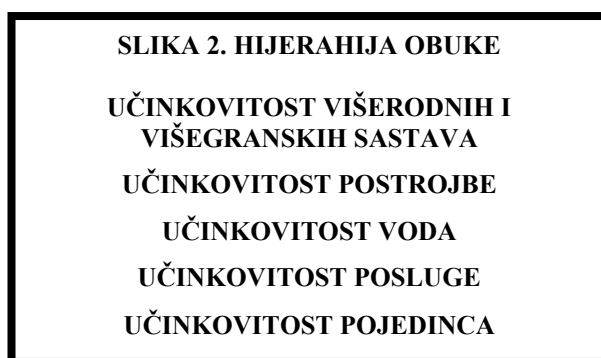 SLIKA 2. HIJERAHIJA OBUKE
UČINKOVITOST VIŠERODNIH I
VIŠEGRANSKIH SASTAVA
UČINKOVITOST POSTROJBE
UČINKOVITOST VODA
UČINKOVITOST POSLUGE
UČINKOVITOST POJEDINCA